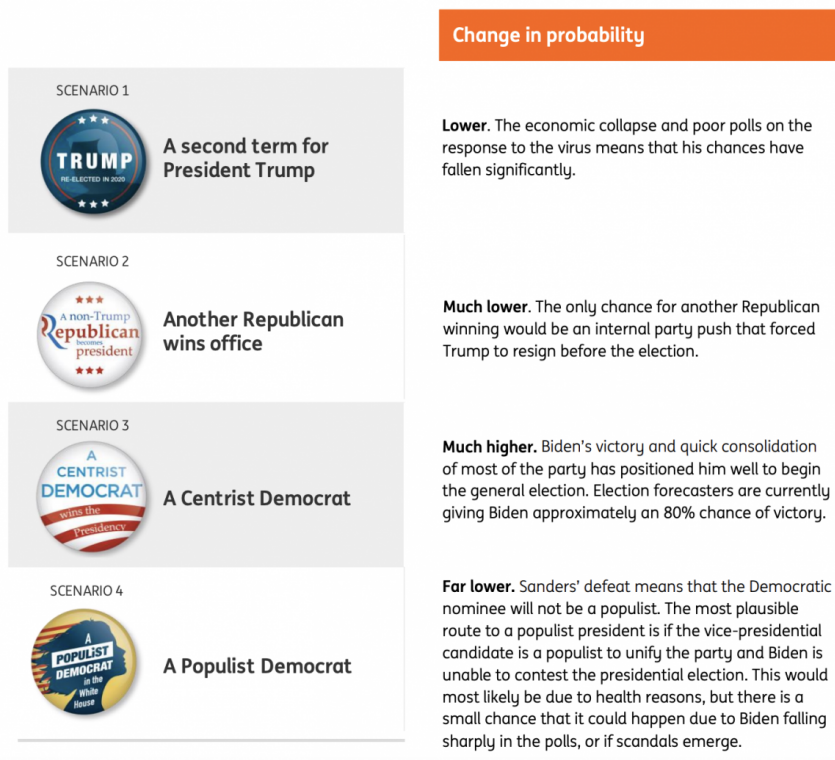 Change in probability
SCENARIO 1
TRUMP
RE-ELECTED IN 2020
A second term for
President Trump
Lower. The economic collapse and poor polls on the
response to the virus means that his chances have
fallen significantly.
SCENARIO 2
A non-Trump
Republican
becomes
president
Another Republican
wins office
Much lower. The only chance for another Republican
winning would be an internal party push that forced
Trump to resign before the election.
SCENARIO 3
A
CENTRIST
DEMOCRAT
wins the
Presidency
A Centrist Democrat
Much higher. Biden’s victory and quick consolidation
of most of the party has positioned him well to begin
the general election. Election forecasters are currently
giving Biden approximately an 80% chance of victory.
SCENARIO 4
A
POPULIST
DEMOCRAT
in the
White
House
A Populist Democrat
Far lower. Sanders’ defeat means that the Democratic
nominee will not be a populist. The most plausible
route to a populist president is if the vice-presidential
candidate is a populist to unify the party and Biden is
unable to contest the presidential election. This would
most likely be due to health reasons, but there is a
small chance that it could happen due to Biden falling
sharply in the polls, or if scandals emerge.